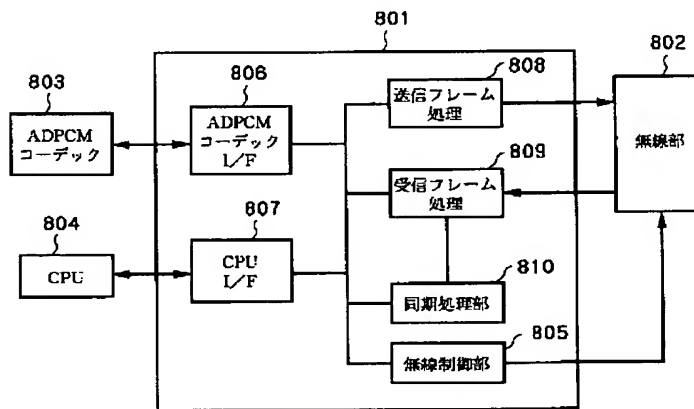 801
802
803
806
808
ADPCM
コーデック
ADPCM
コーデック
I/F
送信フレーム
処理
無線部
809
受信フレーム
処理
804
807
CPU
CPU
I/F
810
同期処理部
805
無線制御部